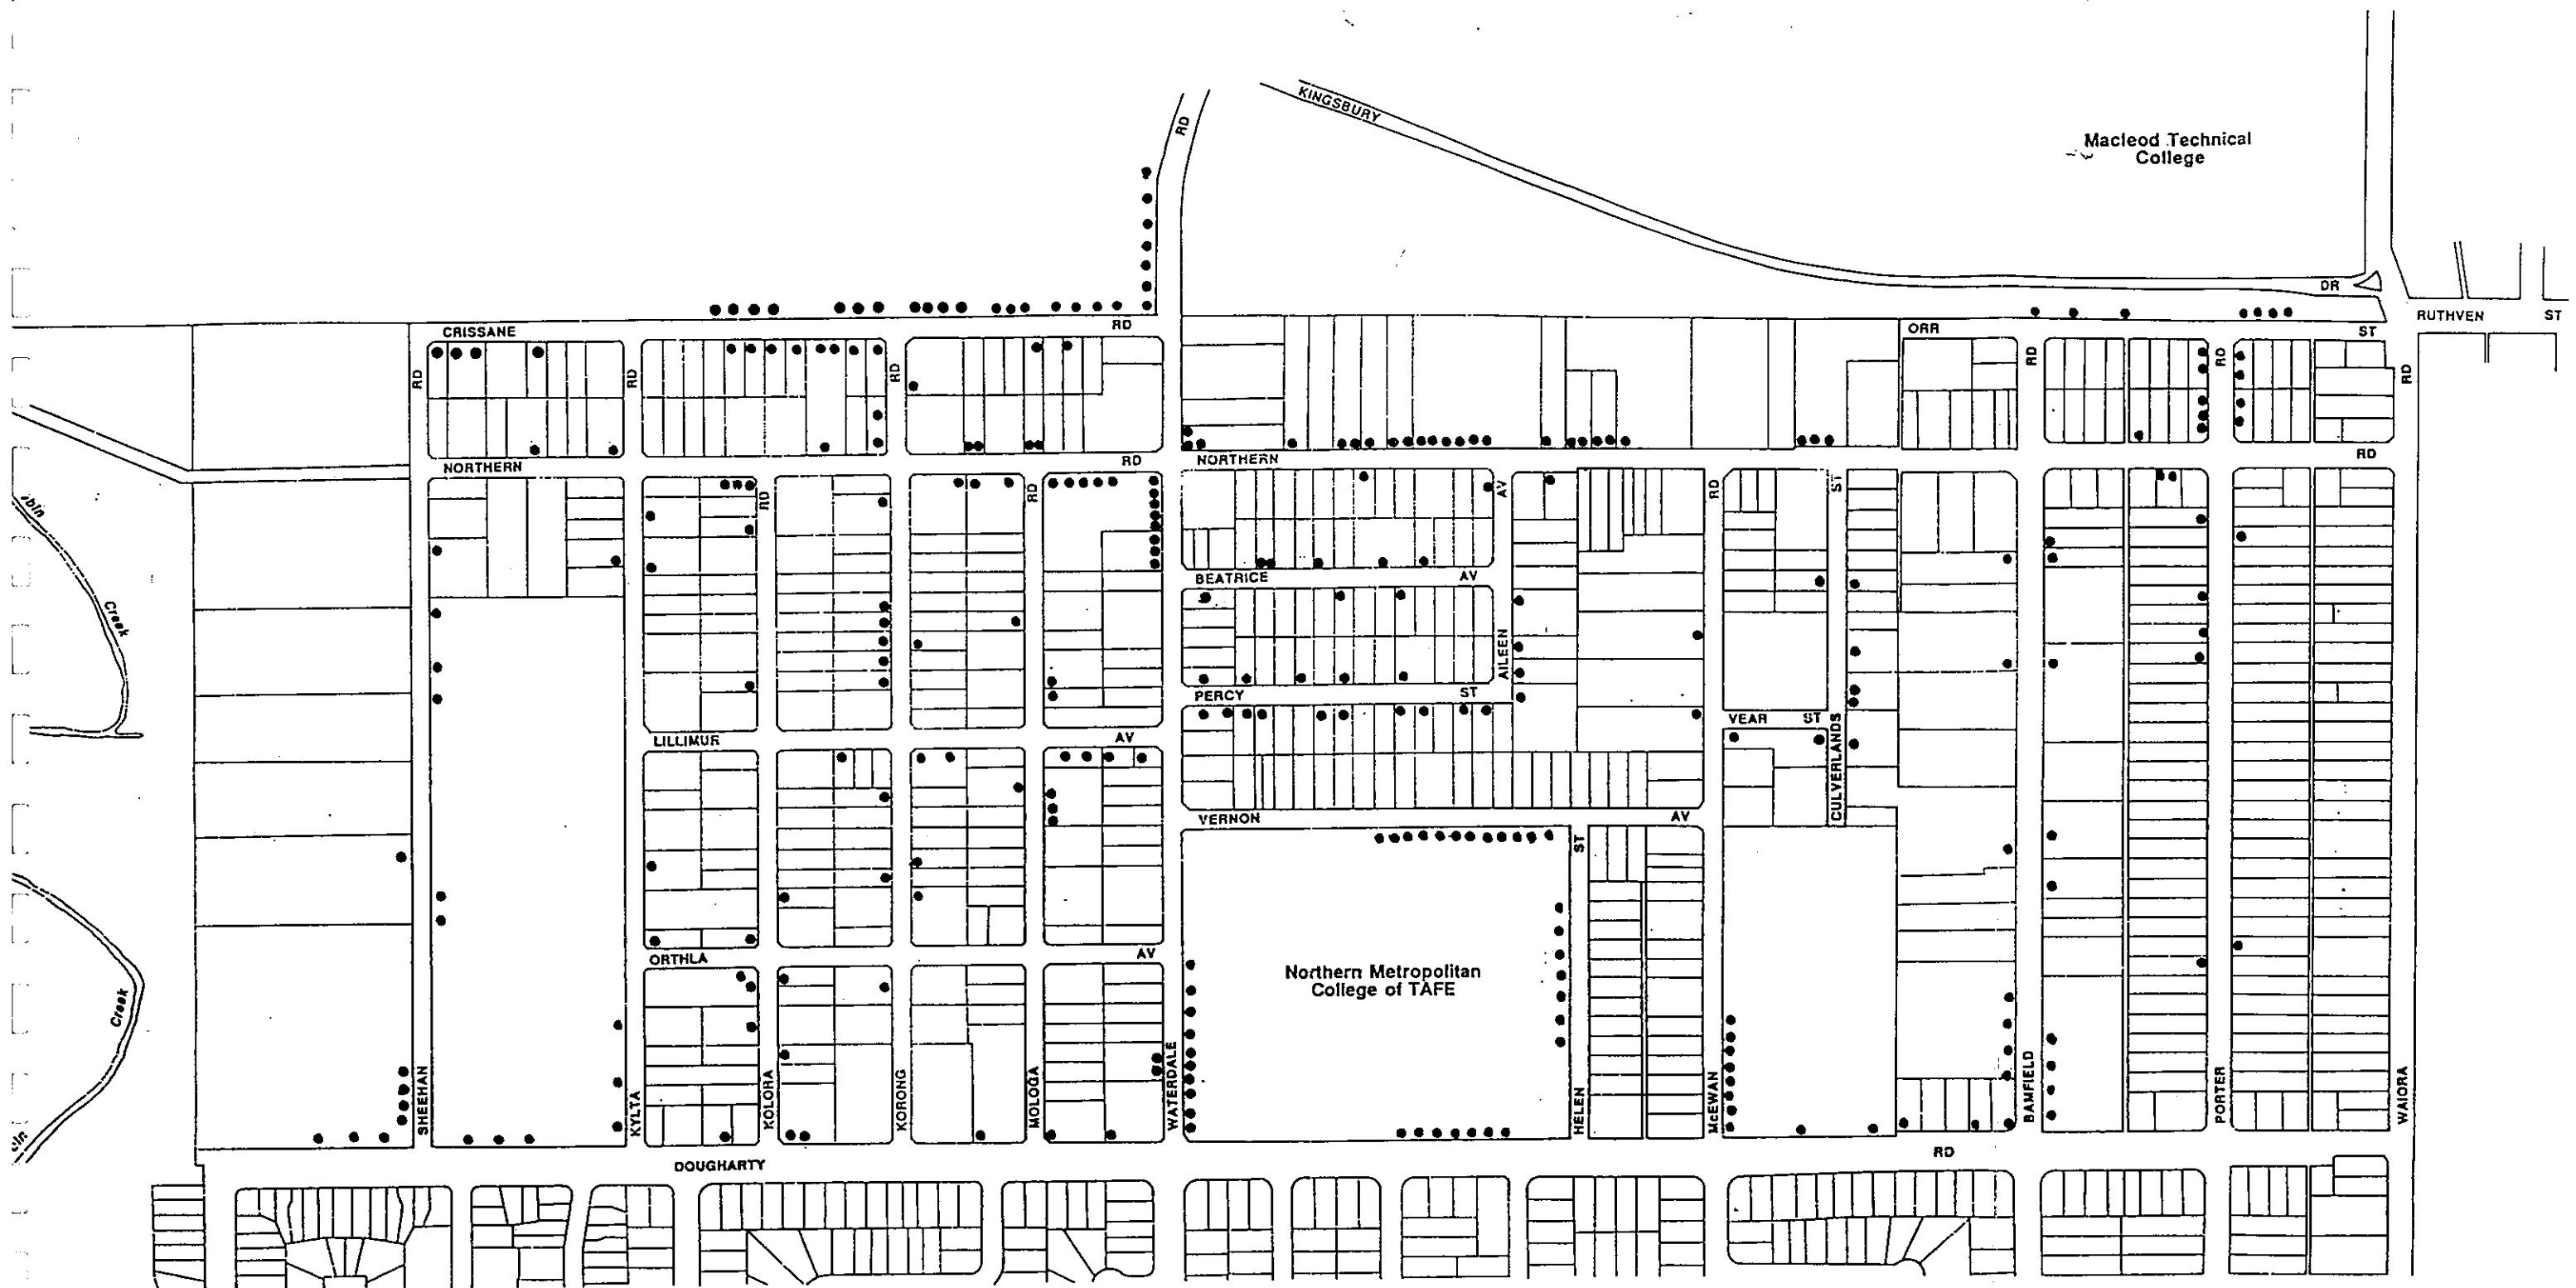 KINGSBURY
RD
Macleod Technical
College
DR
RUTHVEN ST
CRISSANE RD
ORR ST
RD
RD
RD
RD
RD
RD
NORTHERN RD
NORTHERN RD
RD
RD
AV
RD
ST
Creek
BEATRICE AV
AILEEN
PERCY ST
VEAR ST
CULVERLANDS
LILLIMUR AV
VERNON AV
ST
ORTHLA AV
Northern Metropolitan
College of TAFE
Creek
SHEEHAN
KYLTA
KOLORA
KORONG
MOLOGA
WATERDALE
HELEN
McEWAN
BAMFIELD
PORTER
WAIORA
DOUGHARTY RD